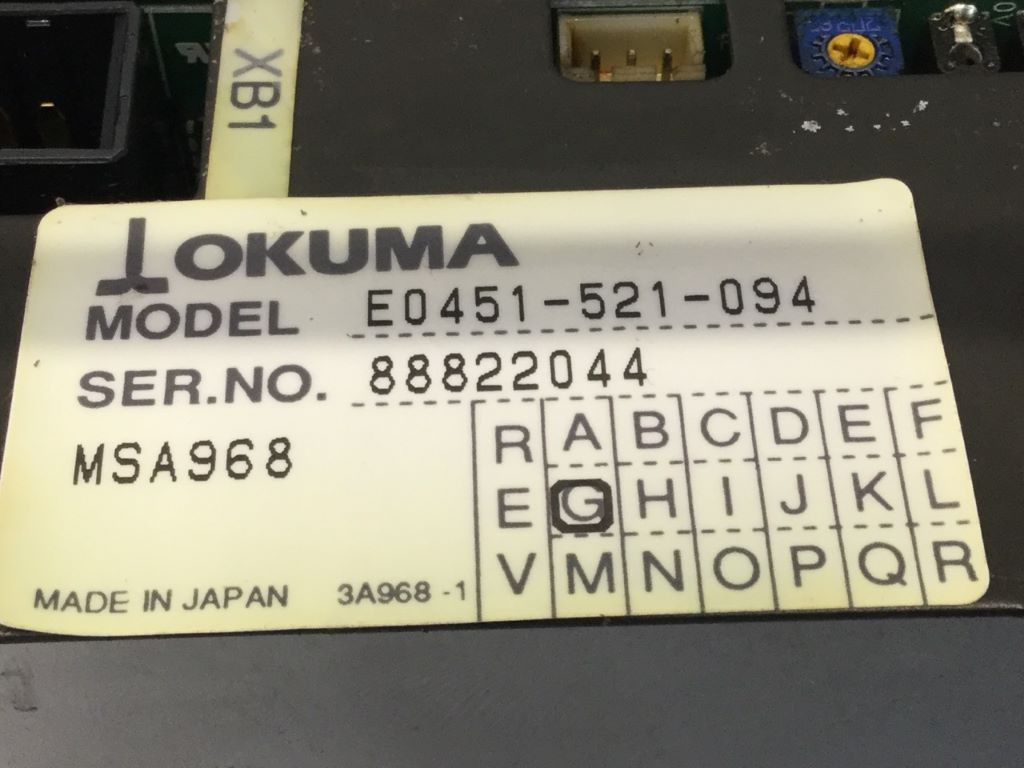 XB1
OKUMA
MODEL E0451-521-094
SER.NO. 88822044
MSA968
R A B C D E F
E G H I J K L
V M N O P Q R
MADE IN JAPAN 3A968-1